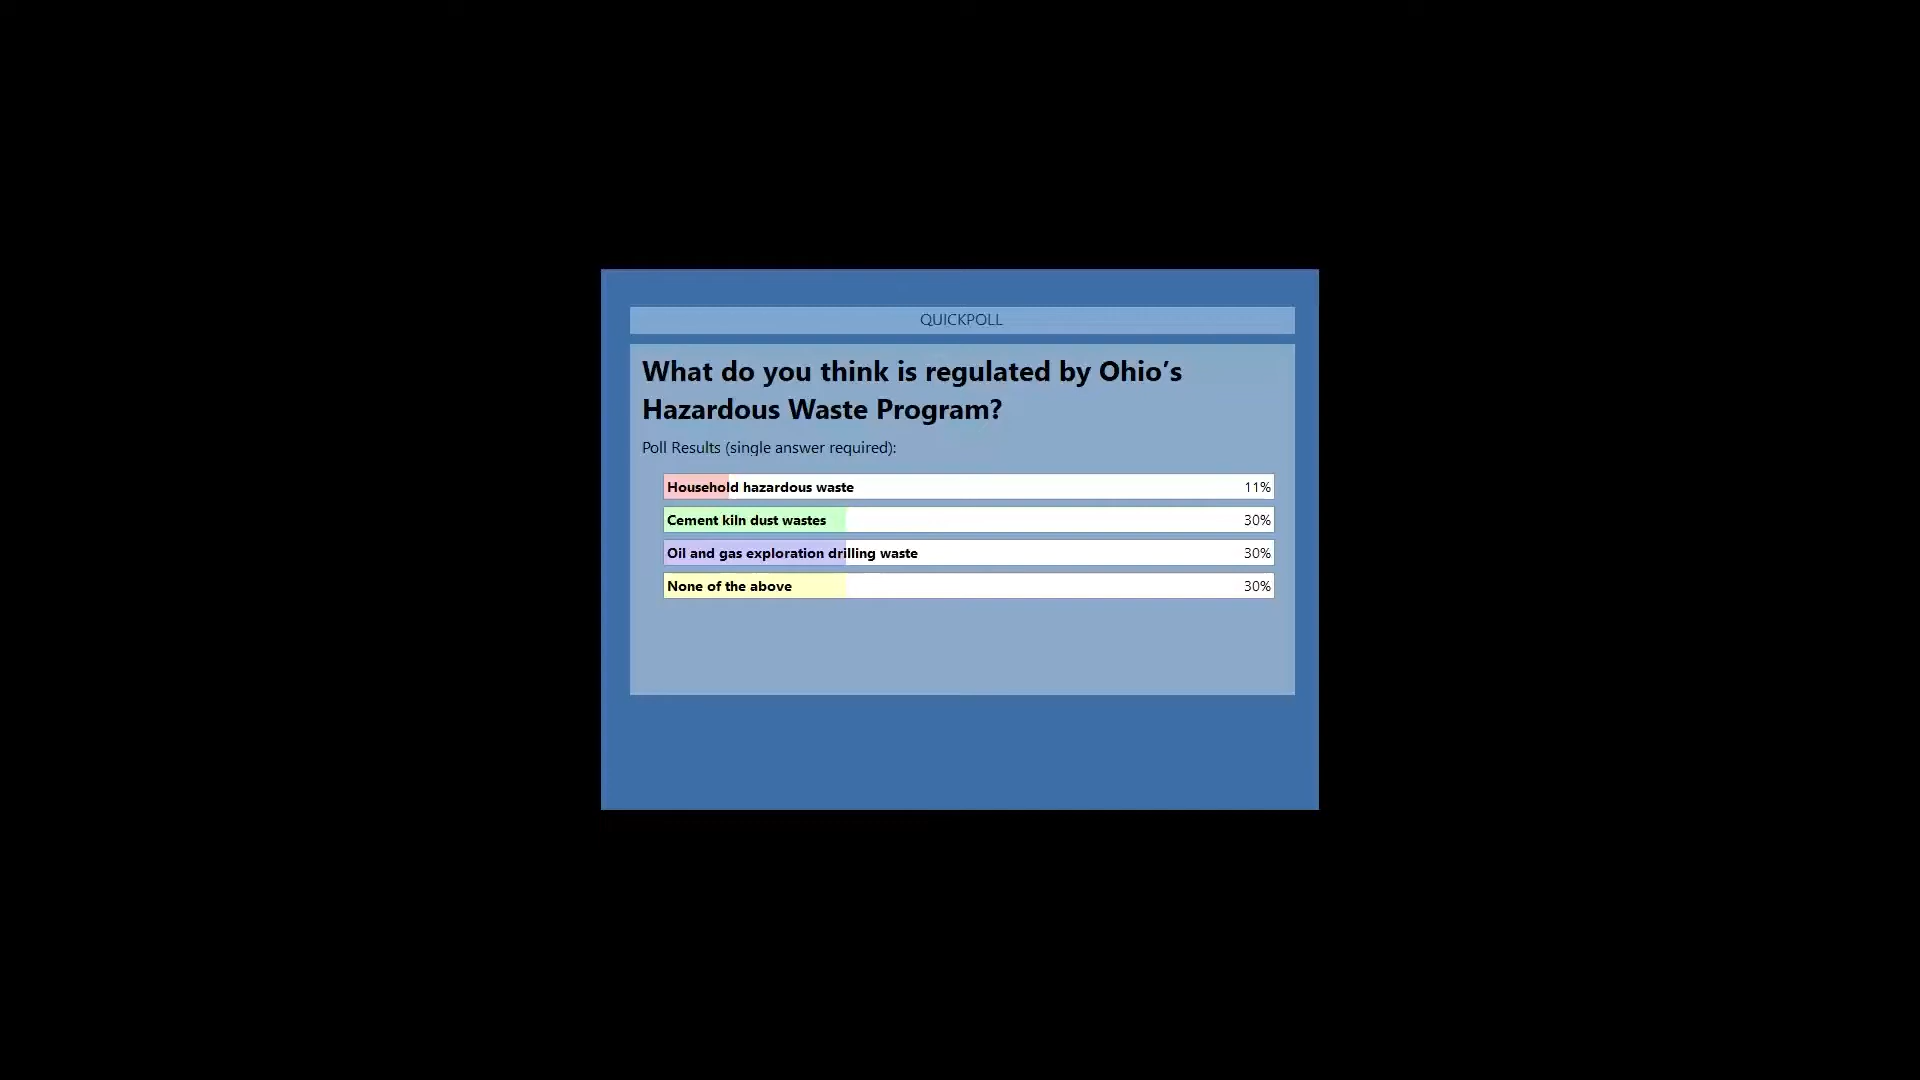 QUICKPOLL
What do you think is regulated by Ohio’s
Hazardous Waste Program?
Poll Results (single answer required):
Household hazardous waste 11%
Cement kiln dust wastes 30%
Oil and gas exploration drilling waste 30%
None of the above 30%